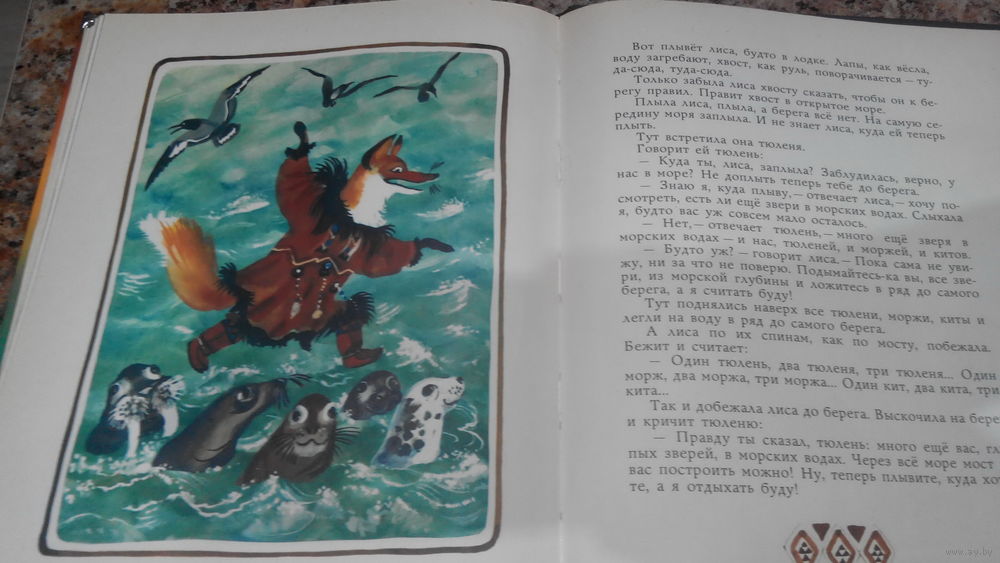 Вот плывёт лиса, будто в лодке. Лапы, как вёсла,
воду загребают, хвост, как руль, поворачивается — ту-
да-сюда, туда-сюда.
Только забыла лиса хвосту сказать, чтобы он к бе-
регу правил. Правит хвост в открытое море.
Плыла лиса, плыла, а берега всё нет. На самую се-
редину моря заплыла. И не знает лиса, куда ей теперь
плыть.
Тут встретила она тюленя.
Говорит ей тюлень:
— Куда ты, лиса, заплыла? Заблудилась, верно, у
нас в море? Не доплыть теперь тебе до берега.
— Знаю я, куда плыву,— отвечает лиса,— хочу по-
смотреть, есть ли ещё звери в морских водах. Слыхала
я, будто вас уж совсем мало осталось.
— Нет,— отвечает тюлень,— много ещё зверя в
морских водах — и нас, тюленей, и моржей, и китов.
— Будто уж? — говорит лиса.— Пока сама не уви-
жу, ни за что не поверю. Подымайтесь-ка вы, все зве-
ри, из морской глубины и ложитесь в ряд до самого
берега, а я считать буду!
Тут поднялись наверх все тюлени, моржи, киты и
легли на воду в ряд до самого берега.
А лиса по их спинам, как по мосту, побежала.
Бежит и считает:
— Один тюлень, два тюленя, три тюленя... Один
морж, два моржа, три моржа... Один кит, два кита, три
кита...
Так и добежала лиса до берега. Выскочила на бере
и кричит тюленю:
— Правду ты сказал, тюлень: много ещё вас, гл
пых зверей, в морских водах. Через всё море мост
вас построить можно! Ну, теперь плывите, куда хо
те, а я отдыхать буду!
www.ay.by